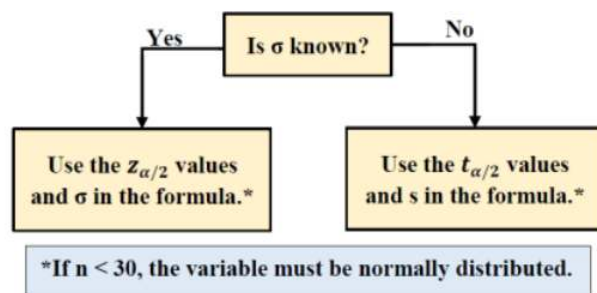 Is σ known?
Yes
No
Use the z_{α/2} values
and σ in the formula.*
Use the t_{α/2} values
and s in the formula.*
*If n < 30, the variable must be normally distributed.